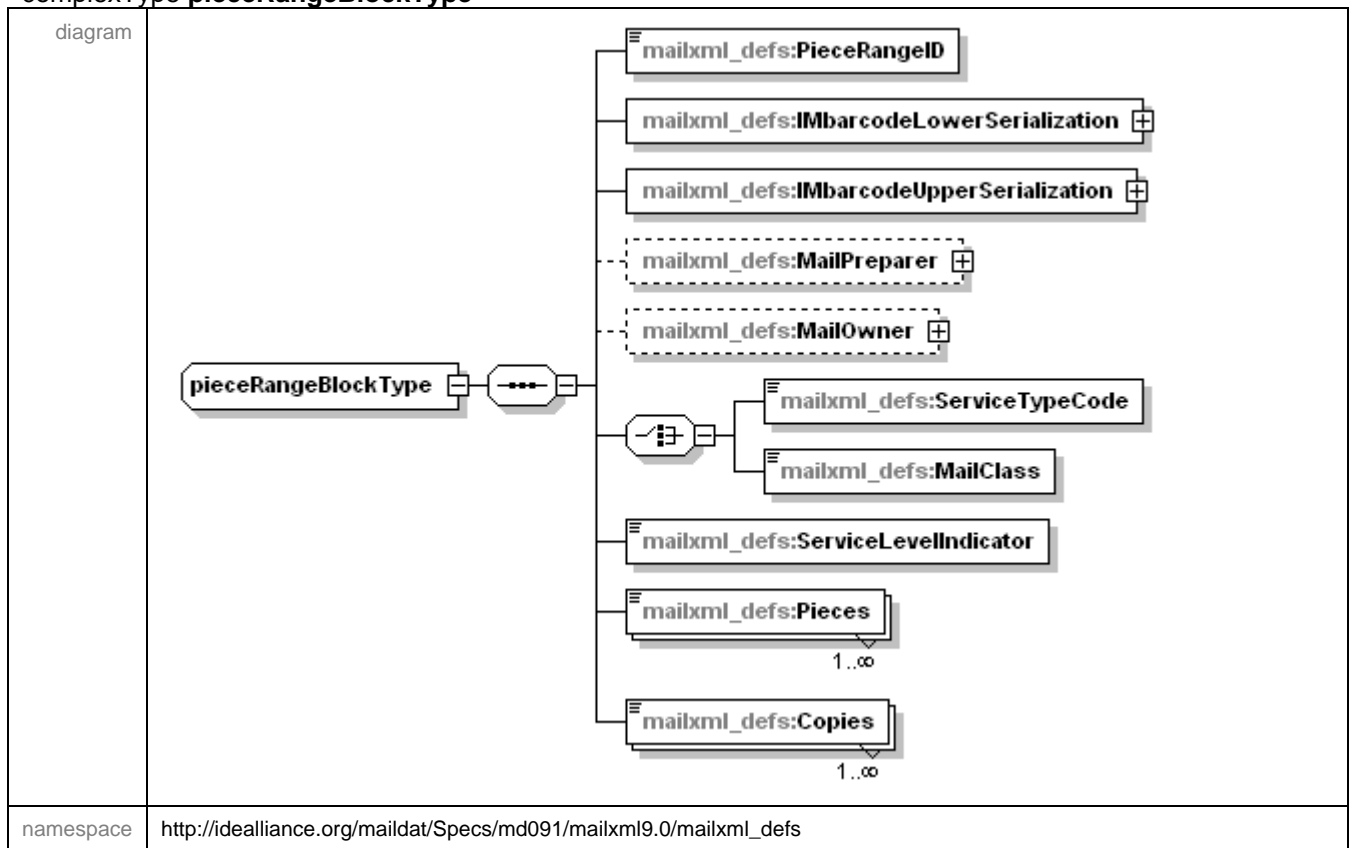 complexType pieceRangeBlockType
diagram
mailxml_defs:PieceRangeID
mailxml_defs:IMbarcodeLowerSerialization
mailxml_defs:IMbarcodeUpperSerialization
mailxml_defs:MailPreparer
mailxml_defs:MailOwner
pieceRangeBlockType
mailxml_defs:ServiceTypeCode
mailxml_defs:MailClass
mailxml_defs:ServiceLevelIndicator
mailxml_defs:Pieces
1..∞
mailxml_defs:Copies
1..∞
namespace
http://idealliance.org/maildat/Specs/md091/mailxml9.0/mailxml_defs